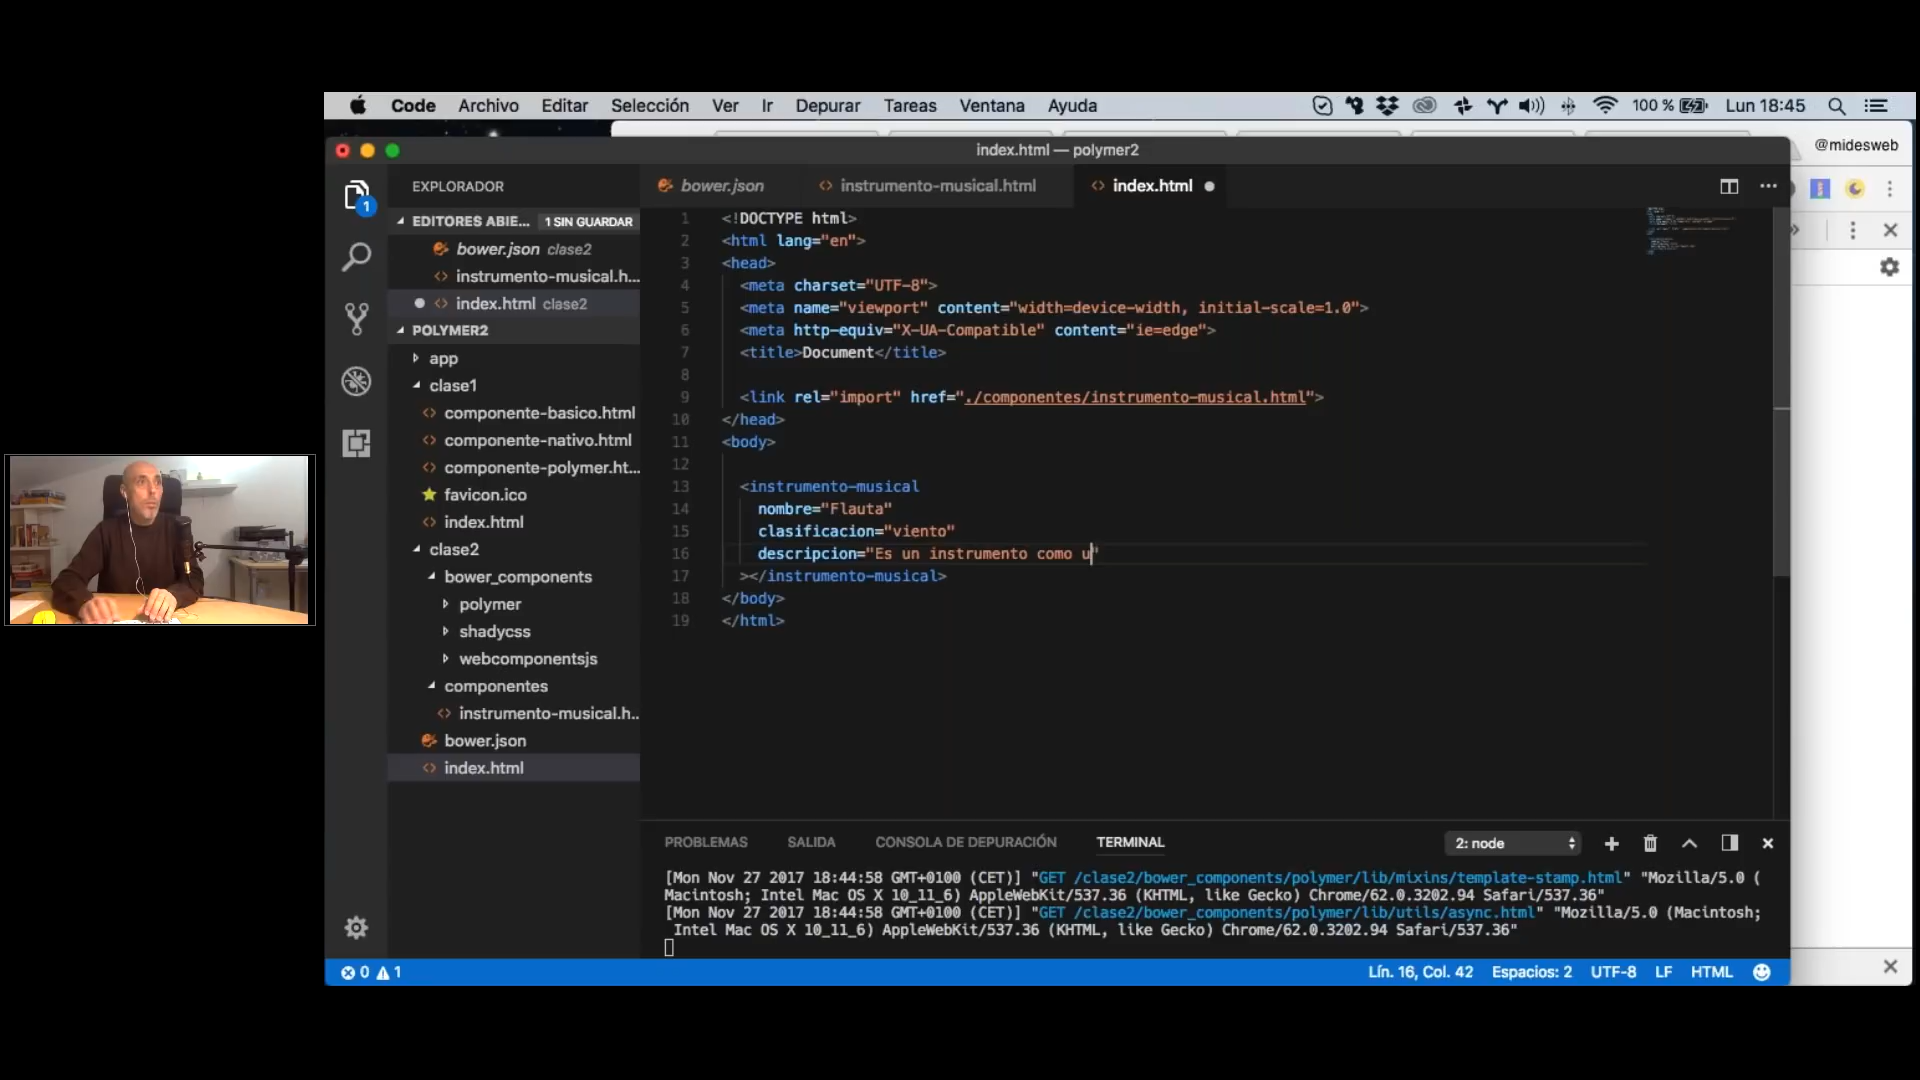 Code Archivo Editar Selección Ver Ir Depurar Tareas Ventana Ayuda 100 % Lun 18:45
@midesweb
index.html — polymer2
EXPLORADOR
EDITORES ABIE... 1 SIN GUARDAR
bower.json clase2
instrumento-musical.h...
index.html clase2
POLYMER2
app
clase1
componente-basico.html
componente-nativo.html
componente-polymer.ht...
favicon.ico
index.html
clase2
bower_components
polymer
shadycss
webcomponentsjs
componentes
instrumento-musical.h..
bower.json
index.html
1
bower.json instrumento-musical.html index.html
1 <!DOCTYPE html>
2 <html lang="en">
3 <head>
4 <meta charset="UTF-8">
5 <meta name="viewport" content="width=device-width, initial-scale=1.0">
6 <meta http-equiv="X-UA-Compatible" content="ie=edge">
7 <title>Document</title>
8
9 <link rel="import" href="./componentes/instrumento-musical.html">
10 </head>
11 <body>
12
13 <instrumento-musical
14 nombre="Flauta"
15 clasificacion="viento"
16 descripcion="Es un instrumento como u"
17 ></instrumento-musical>
18 </body>
19 </html>
PROBLEMAS SALIDA CONSOLA DE DEPURACIÓN TERMINAL 2: node
[Mon Nov 27 2017 18:44:58 GMT+0100 (CET)] "GET /clase2/bower_components/polymer/lib/mixins/template-stamp.html" "Mozilla/5.0 (
Macintosh; Intel Mac OS X 10_11_6) AppleWebKit/537.36 (KHTML, like Gecko) Chrome/62.0.3202.94 Safari/537.36"
[Mon Nov 27 2017 18:44:58 GMT+0100 (CET)] "GET /clase2/bower_components/polymer/lib/utils/async.html" "Mozilla/5.0 (Macintosh;
Intel Mac OS X 10_11_6) AppleWebKit/537.36 (KHTML, like Gecko) Chrome/62.0.3202.94 Safari/537.36"
0 1 Lín. 16, Col. 42 Espacios: 2 UTF-8 LF HTML